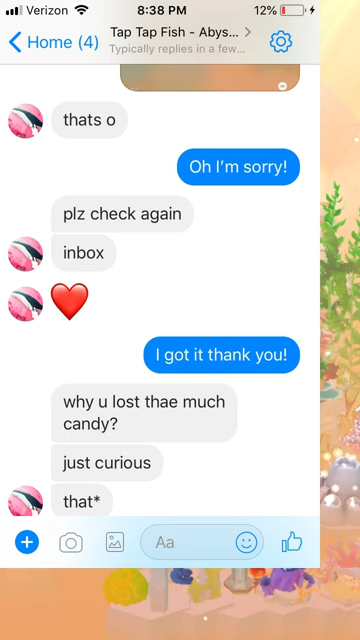 Verizon 8:38 PM 12%
Home (4) Tap Tap Fish - Abys...
Typically replies in a few...
thats o
Oh I'm sorry!
plz check again
inbox
I got it thank you!
why u lost thae much
candy?
just curious
that*
Aa